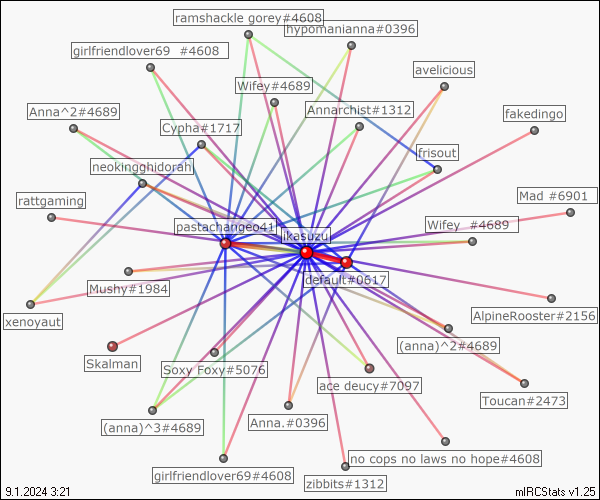 ramshackle gorey#4608
hypomanianna#0396
girlfriendlover69 #4608
avelicious
Wifey#4689
Anna^2#4689
Annarchist#1312
fakedingo
Cypha#1717
frisout
neokingghidorah
rattgaming
Mad #6901
pastachangeo41
Wifey #4689
ikasuzu
default#0617
Mushy#1984
AlpineRooster#2156
xenoyaut
(anna)^2#4689
Skalman
Soxy Foxy#5076
ace deucy#7097
Toucan#2473
(anna)^3#4689
Anna.#0396
no cops no laws no hope#4608
girlfriendlover69#4608
zibbits#1312
9.1.2024 3:21
mIRCStats v1.25